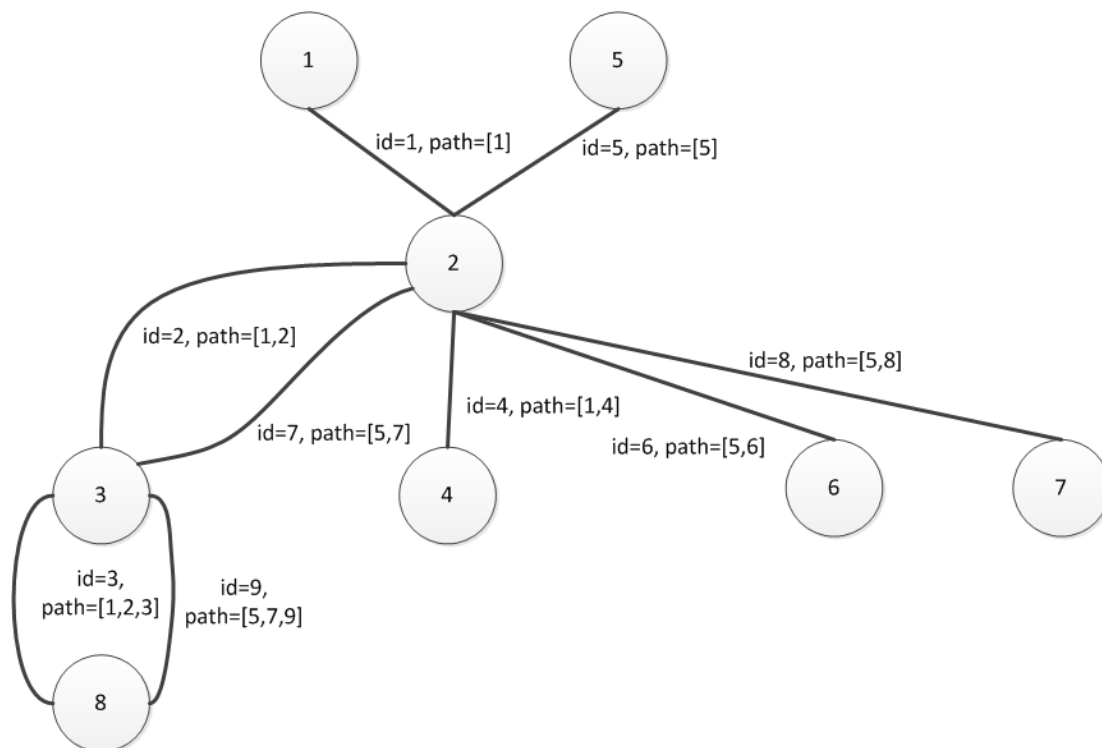 1
5
id=1, path=[1]
id=5, path=[5]
2
id=2, path=[1,2]
id=8, path=[5,8]
id=4, path=[1,4]
id=7, path=[5,7]
id=6, path=[5,6]
3
4
6
7
id=3,
path=[1,2,3]
id=9,
path=[5,7,9]
8